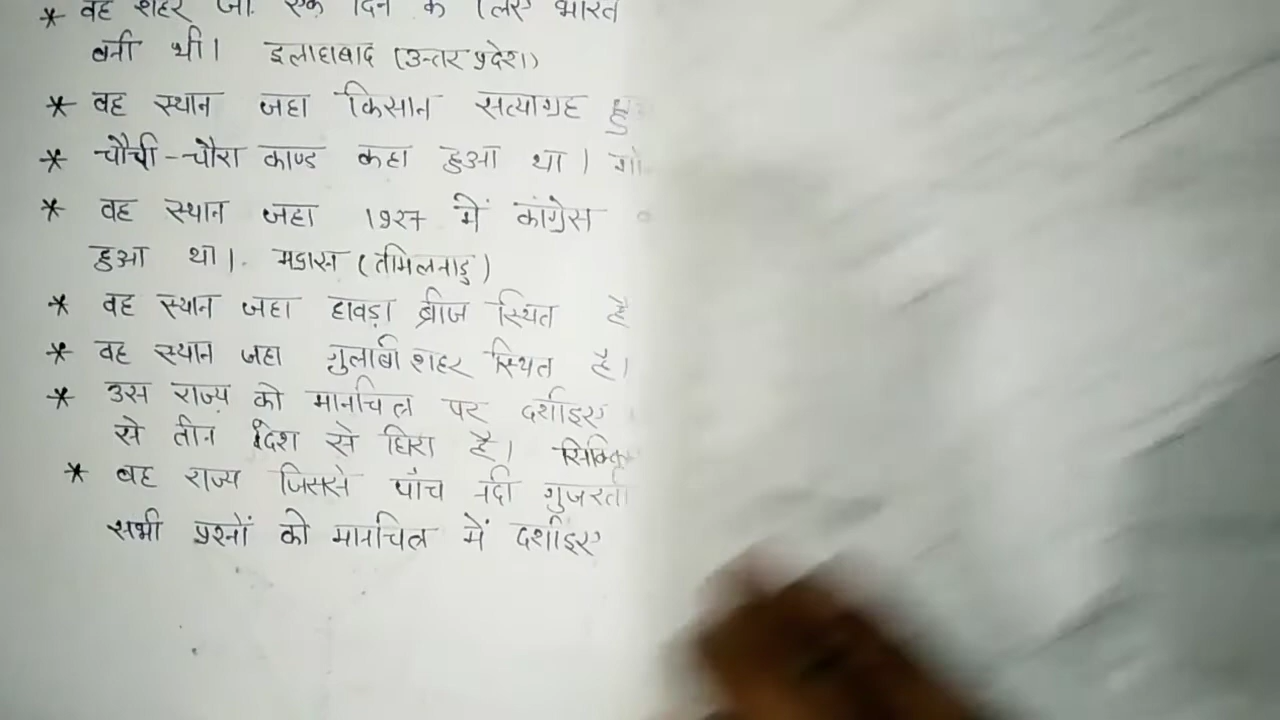 * वह शहर जो एक दिन के लिए भारत
बनी थी। इलाहाबाद (उत्तर प्रदेश)
* वह स्थान जहा किसान सत्याग्रह
* चौची-चौरा काण्ड कहा हुआ था।
* वह स्थान जहा 1927 में कांग्रेस
हुआ था। मद्रास (तमिलनाडु)
* वह स्थान जहा हावड़ा ब्रीज स्थित है
* वह स्थान जहा गुलाबी शहर स्थित है।
* उस राज्य को मानचित्र पर दर्शाइए
से तीन दिश से घिरा है। सिक्कि
* वह राज्य जिससे पाँच नदी गुजरती
सभी प्रश्नों को मानचित्र में दर्शाइए